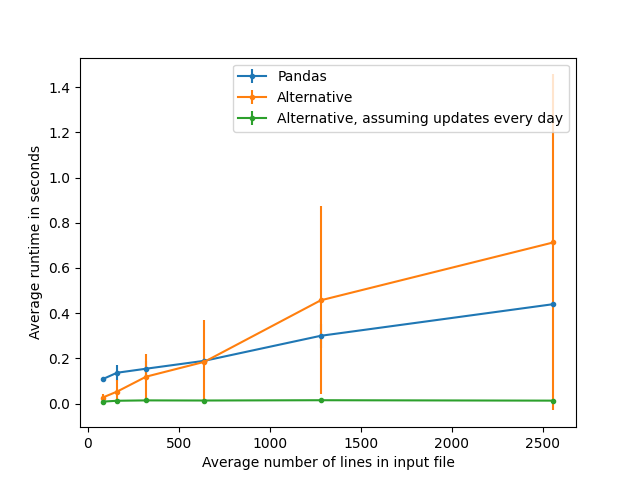 Pandas
Alternative
Alternative, assuming updates every day
Average runtime in seconds
1.4
1.2
1.0
0.8
0.6
0.4
0.2
0.0
0 500 1000 1500 2000 2500
Average number of lines in input file